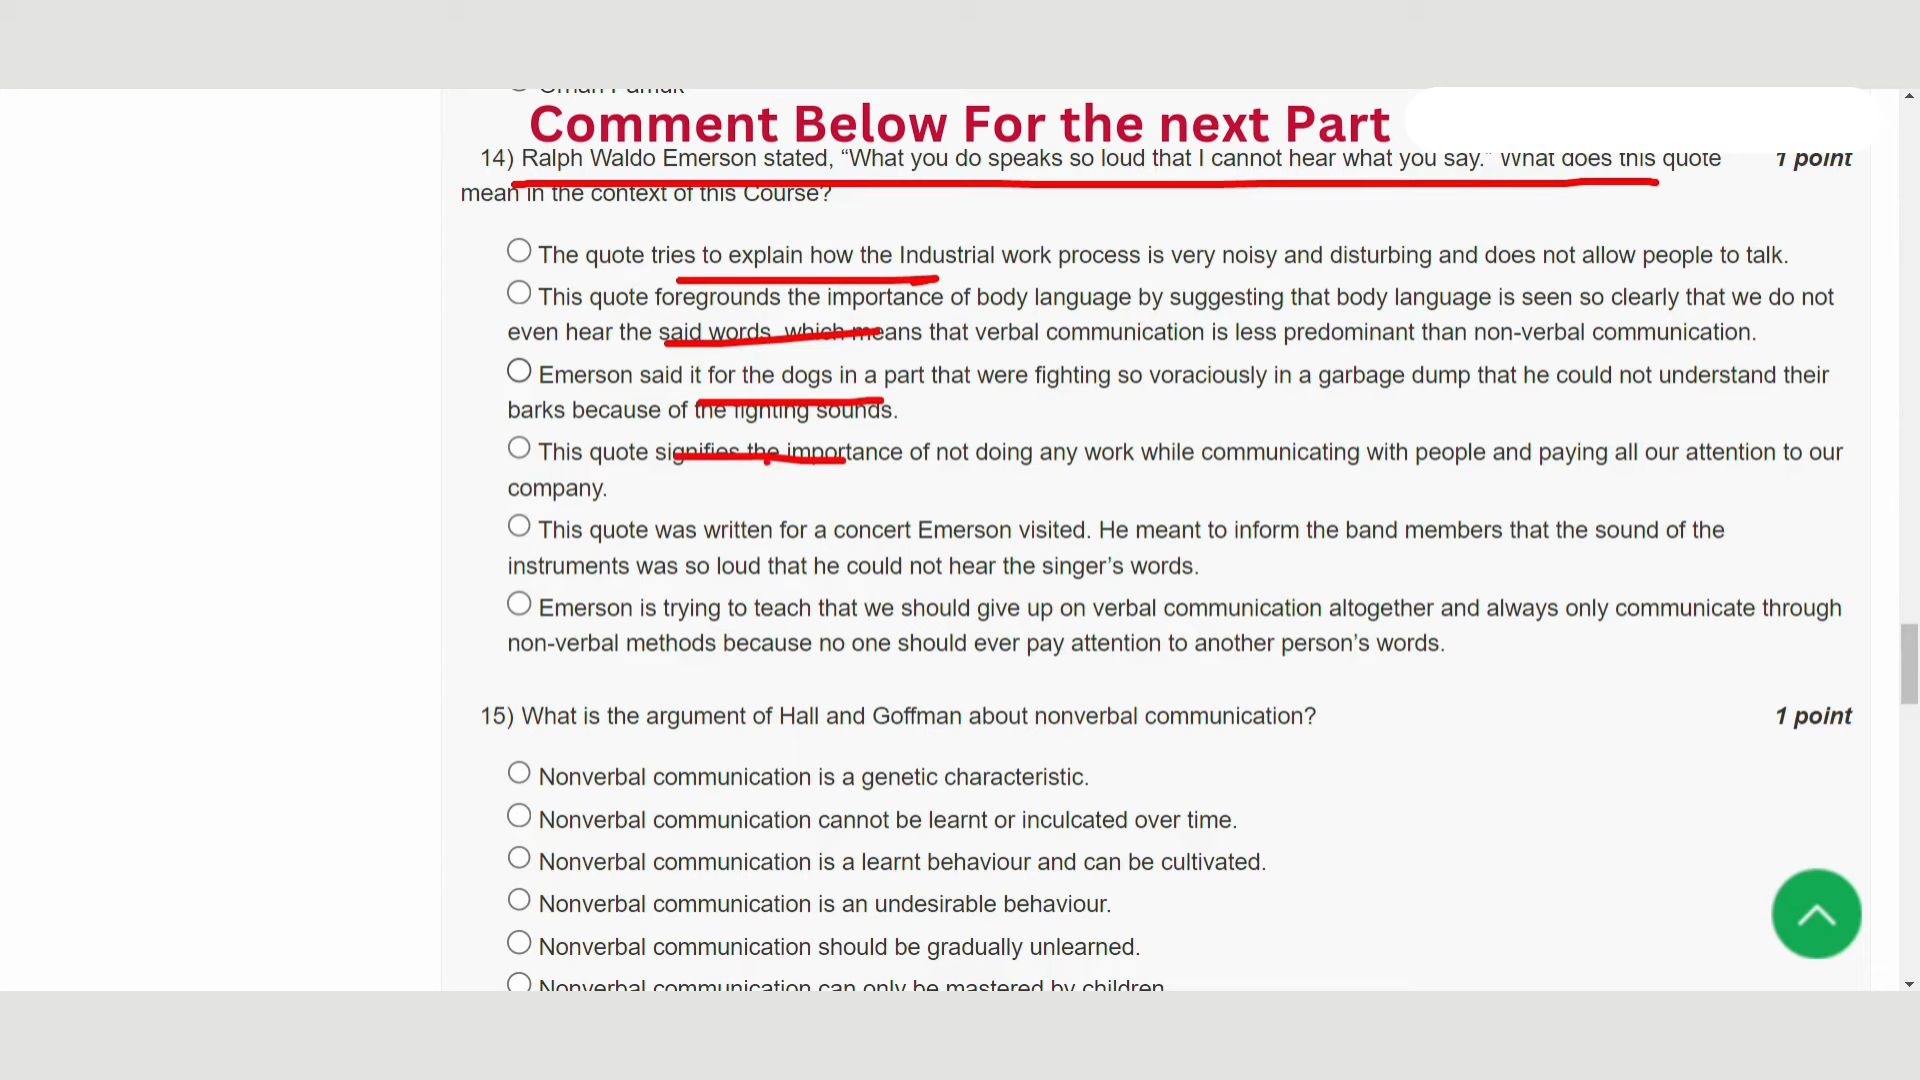 Orhan Pamuk
Comment Below For the next Part
14) Ralph Waldo Emerson stated, “What you do speaks so loud that I cannot hear what you say.” What does this quote 1 point
mean in the context of this Course?
The quote tries to explain how the Industrial work process is very noisy and disturbing and does not allow people to talk.
This quote foregrounds the importance of body language by suggesting that body language is seen so clearly that we do not
even hear the said words, which means that verbal communication is less predominant than non-verbal communication.
Emerson said it for the dogs in a part that were fighting so voraciously in a garbage dump that he could not understand their
barks because of the fighting sounds.
This quote signifies the importance of not doing any work while communicating with people and paying all our attention to our
company.
This quote was written for a concert Emerson visited. He meant to inform the band members that the sound of the
instruments was so loud that he could not hear the singer’s words.
Emerson is trying to teach that we should give up on verbal communication altogether and always only communicate through
non-verbal methods because no one should ever pay attention to another person’s words.
15) What is the argument of Hall and Goffman about nonverbal communication? 1 point
Nonverbal communication is a genetic characteristic.
Nonverbal communication cannot be learnt or inculcated over time.
Nonverbal communication is a learnt behaviour and can be cultivated.
Nonverbal communication is an undesirable behaviour.
Nonverbal communication should be gradually unlearned.
Nonverbal communication can only be mastered by children